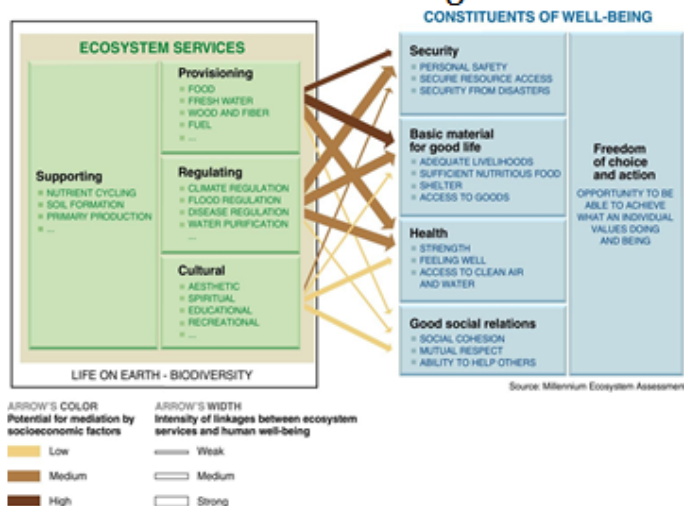 CONSTITUENTS OF WELL-BEING
ECOSYSTEM SERVICES
Supporting
NUTRIENT CYCLING
SOIL FORMATION
PRIMARY PRODUCTION
...
Provisioning
FOOD
FRESH WATER
WOOD AND FIBER
FUEL
...
Regulating
CLIMATE REGULATION
FLOOD REGULATION
DISEASE REGULATION
WATER PURIFICATION
...
Cultural
AESTHETIC
SPIRITUAL
EDUCATIONAL
RECREATIONAL
...
LIFE ON EARTH - BIODIVERSITY
Security
PERSONAL SAFETY
SECURE RESOURCE ACCESS
SECURITY FROM DISASTERS
Basic material
for good life
ADEQUATE LIVELIHOODS
SUFFICIENT NUTRITIOUS FOOD
SHELTER
ACCESS TO GOODS
Health
STRENGTH
FEELING WELL
ACCESS TO CLEAN AIR
AND WATER
Good social relations
SOCIAL COHESION
MUTUAL RESPECT
ABILITY TO HELP OTHERS
Freedom
of choice
and action
OPPORTUNITY TO BE
ABLE TO ACHIEVE
WHAT AN INDIVIDUAL
VALUES DOING
AND BEING
Source: Millennium Ecosystem Assessmen
ARROW'S COLOR
Potential for mediation by
socioeconomic factors
Low
Medium
High
ARROW'S WIDTH
Intensity of linkages between ecosystem
services and human well-being
Weak
Medium
Strong